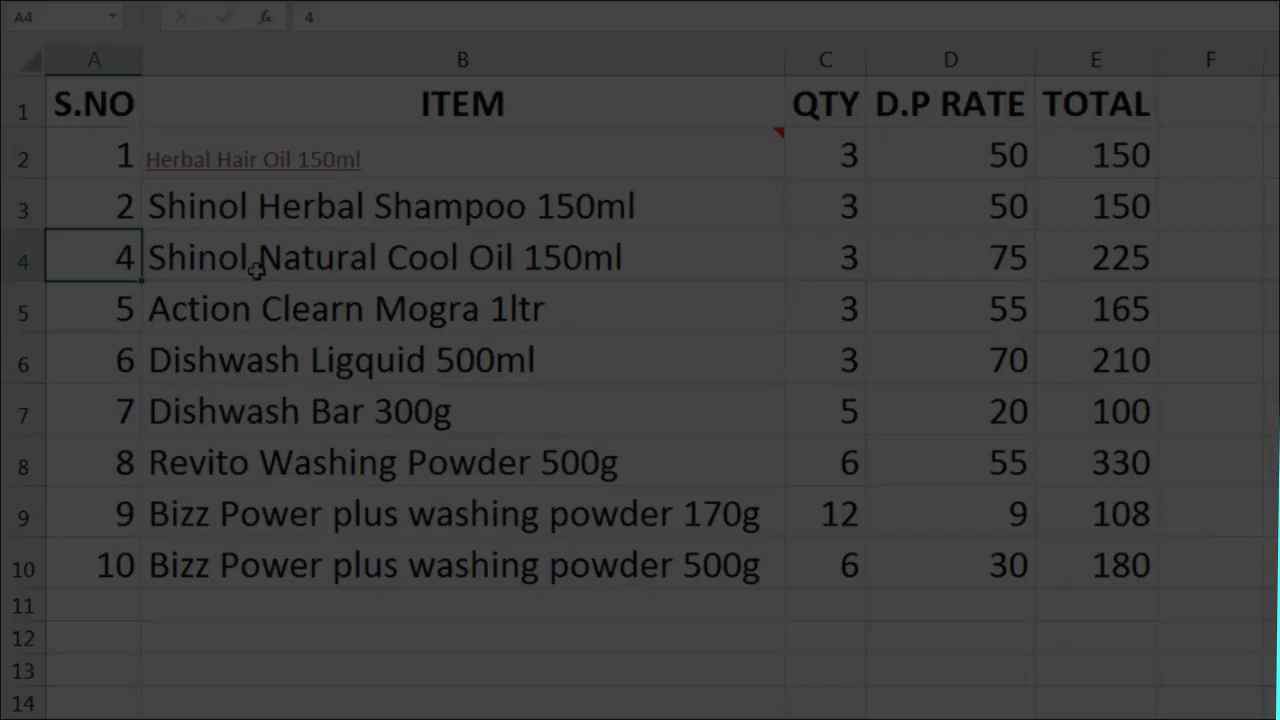 A4 fx 4
A B C D E F
1 S.NO ITEM QTY D.P RATE TOTAL
2 1 Herbal Hair Oil 150ml 3 50 150
3 2 Shinol Herbal Shampoo 150ml 3 50 150
4 4 Shinol Natural Cool Oil 150ml 3 75 225
5 5 Action Clearn Mogra 1ltr 3 55 165
6 6 Dishwash Ligquid 500ml 3 70 210
7 7 Dishwash Bar 300g 5 20 100
8 8 Revito Washing Powder 500g 6 55 330
9 9 Bizz Power plus washing powder 170g 12 9 108
10 10 Bizz Power plus washing powder 500g 6 30 180
11
12
13
14